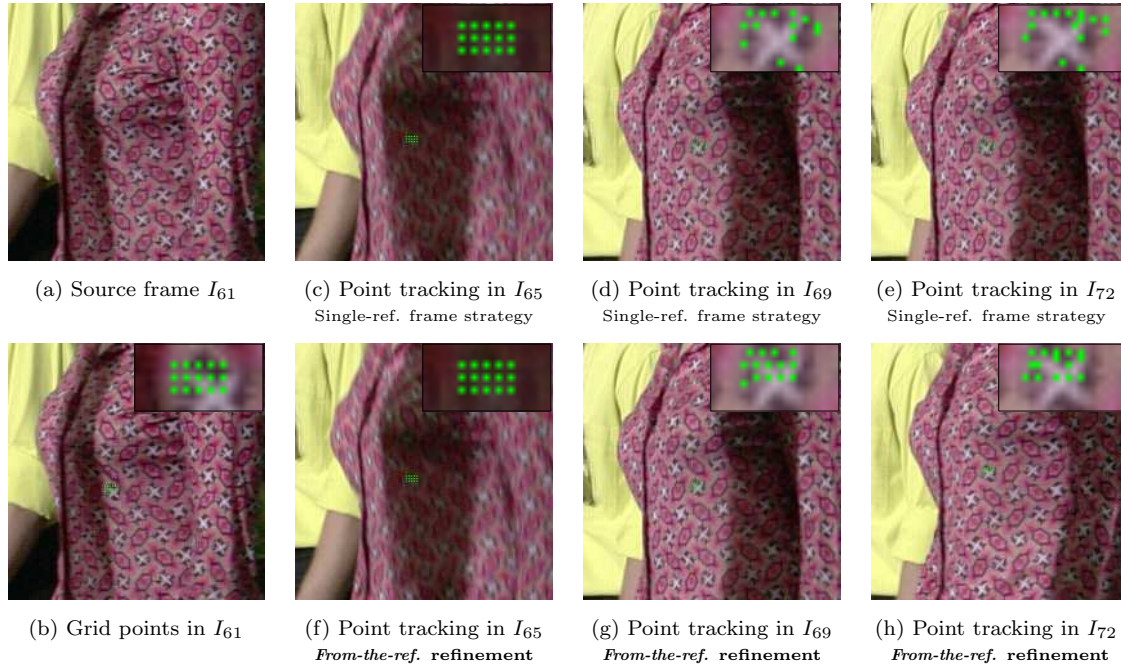 (a) Source frame I61
(c) Point tracking in I65
Single-ref. frame strategy
(d) Point tracking in I69
Single-ref. frame strategy
(e) Point tracking in I72
Single-ref. frame strategy
(b) Grid points in I61
(f) Point tracking in I65
From-the-ref. refinement
(g) Point tracking in I69
From-the-ref. refinement
(h) Point tracking in I72
From-the-ref. refinement